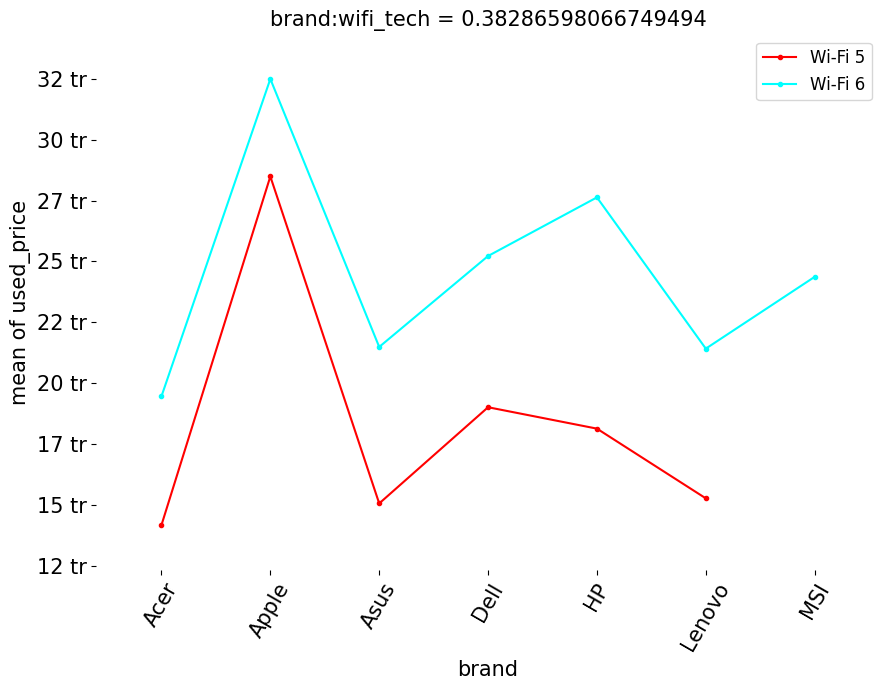 brand:wifi_tech = 0.38286598066749494
Wi-Fi 5
Wi-Fi 6
mean of used_price
32 tr
30 tr
27 tr
25 tr
22 tr
20 tr
17 tr
15 tr
12 tr
Acer
Apple
Asus
Dell
HP
Lenovo
MSI
brand